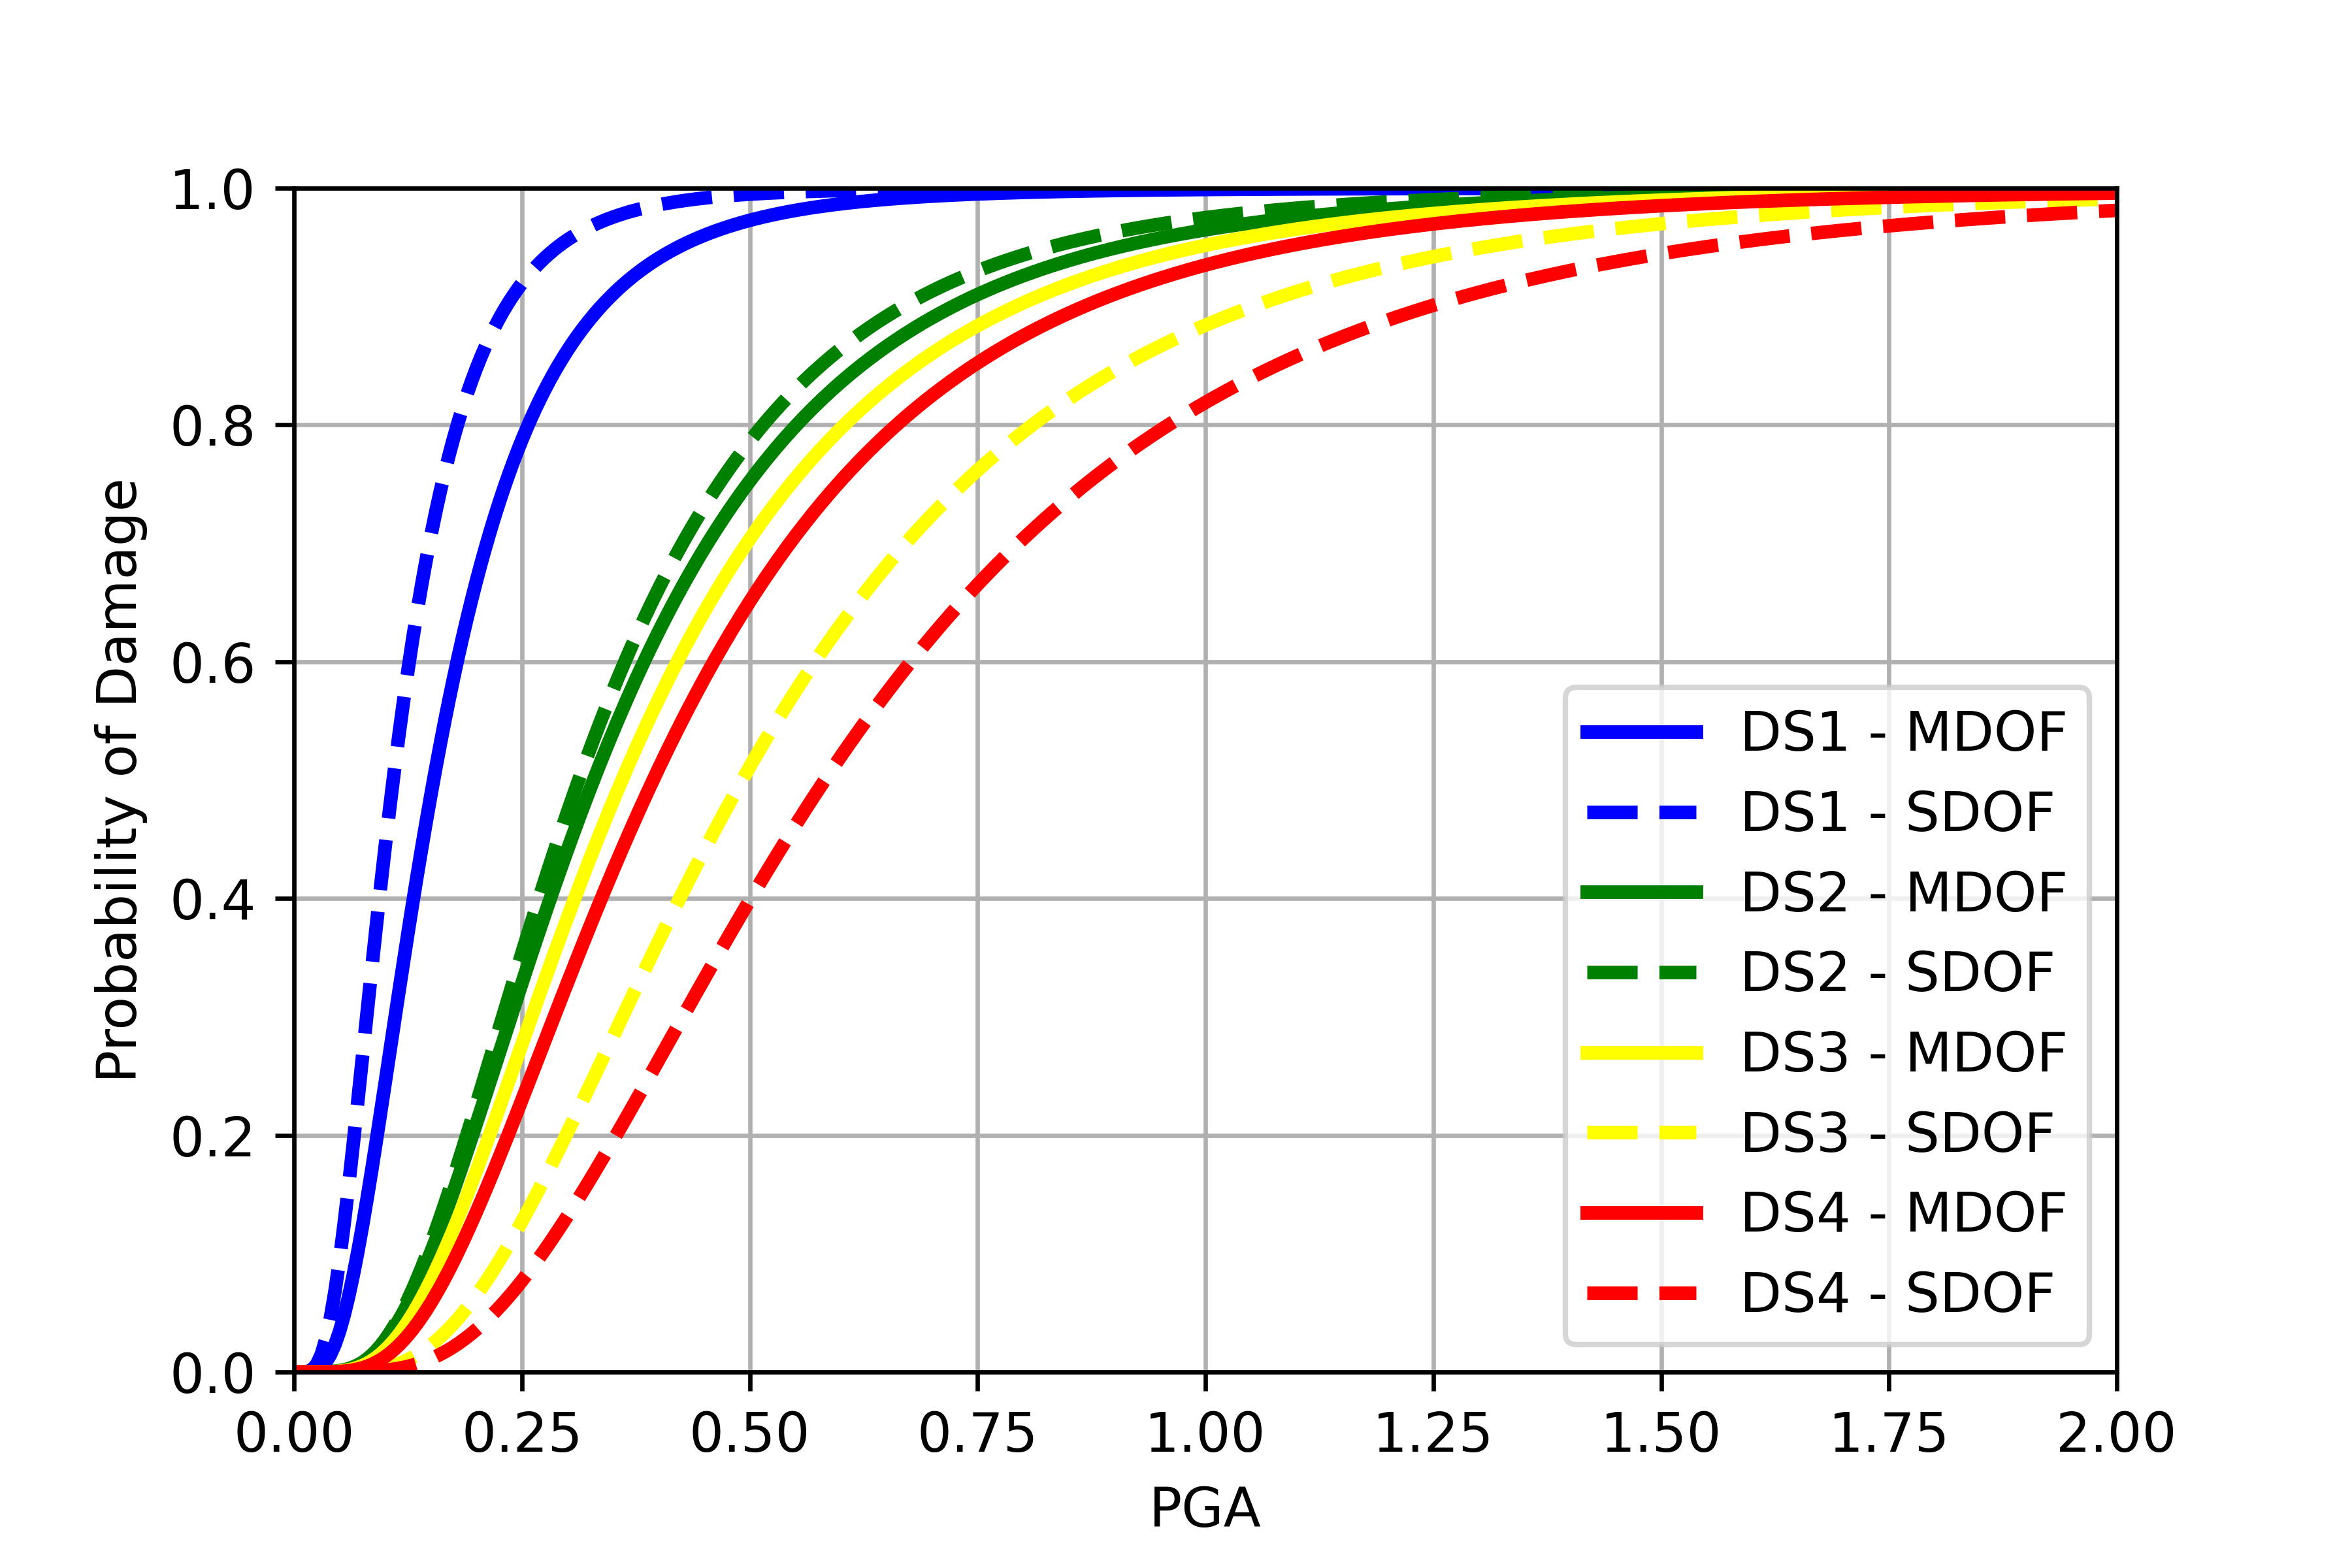 Probability of Damage
1.0
0.8
0.6
0.4
0.2
0.0
0.00 0.25 0.50 0.75 1.00 1.25 1.50 1.75 2.00
PGA
DS1 - MDOF
DS1 - SDOF
DS2 - MDOF
DS2 - SDOF
DS3 - MDOF
DS3 - SDOF
DS4 - MDOF
DS4 - SDOF